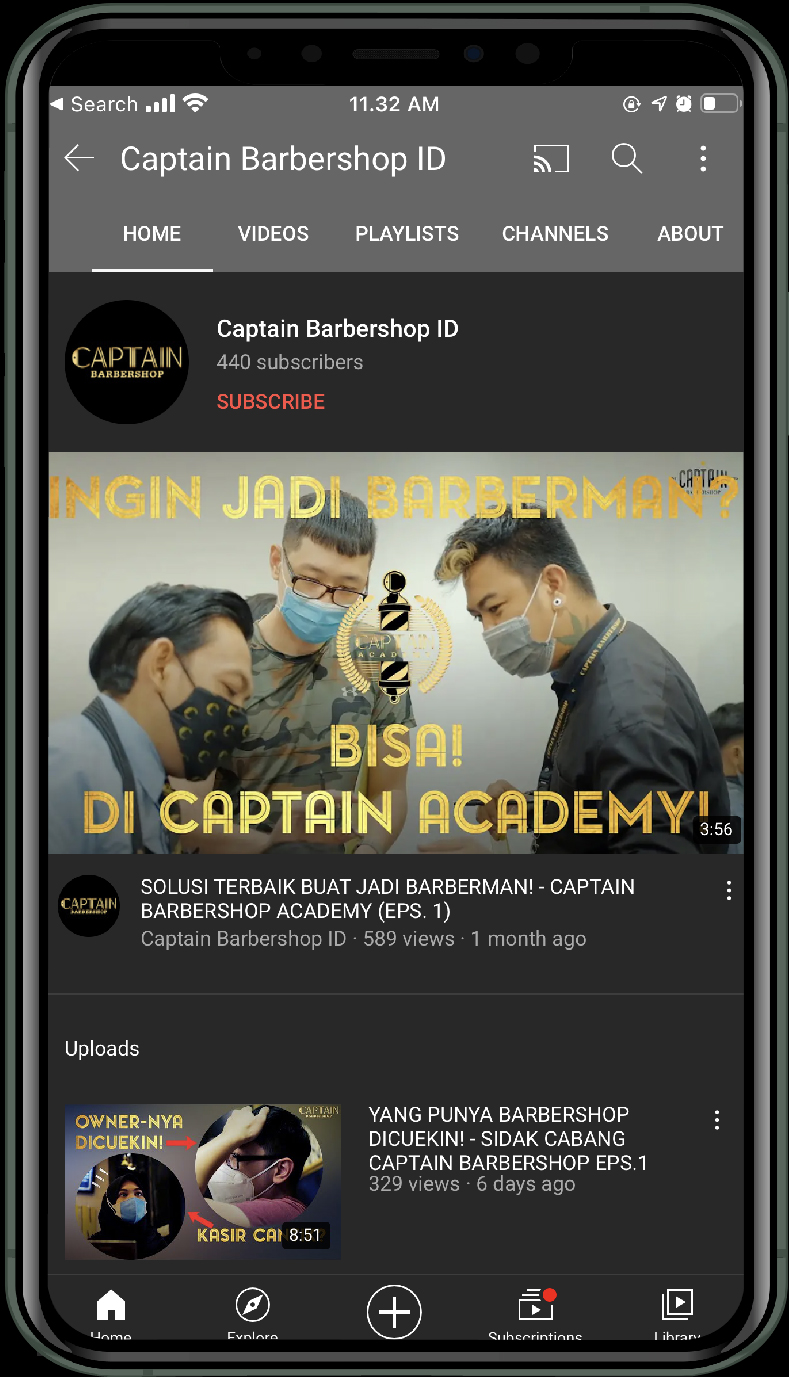 Search
11.32 AM
Captain Barbershop ID
HOME VIDEOS PLAYLISTS CHANNELS ABOUT
CAPTAIN
BARBERSHOP
Captain Barbershop ID
440 subscribers
SUBSCRIBE
CAPTAIN
INGIN JADI BARBERMAN?
CAPTAIN BARBERSHOP
CAPTAIN
ACADEMY
BISA!
DI CAPTAIN ACADEMY!
3:56
CAPTAIN
BARBERSHOP
SOLUSI TERBAIK BUAT JADI BARBERMAN! - CAPTAIN
BARBERSHOP ACADEMY (EPS. 1)
Captain Barbershop ID · 589 views · 1 month ago
Uploads
CAPTAIN
OWNER-NYA
DICUEKIN!
KASIR
8:51
YANG PUNYA BARBERSHOP
DICUEKIN! - SIDAK CABANG
CAPTAIN BARBERSHOP EPS.1
329 views · 6 days ago
Home Explore Subscriptions Library